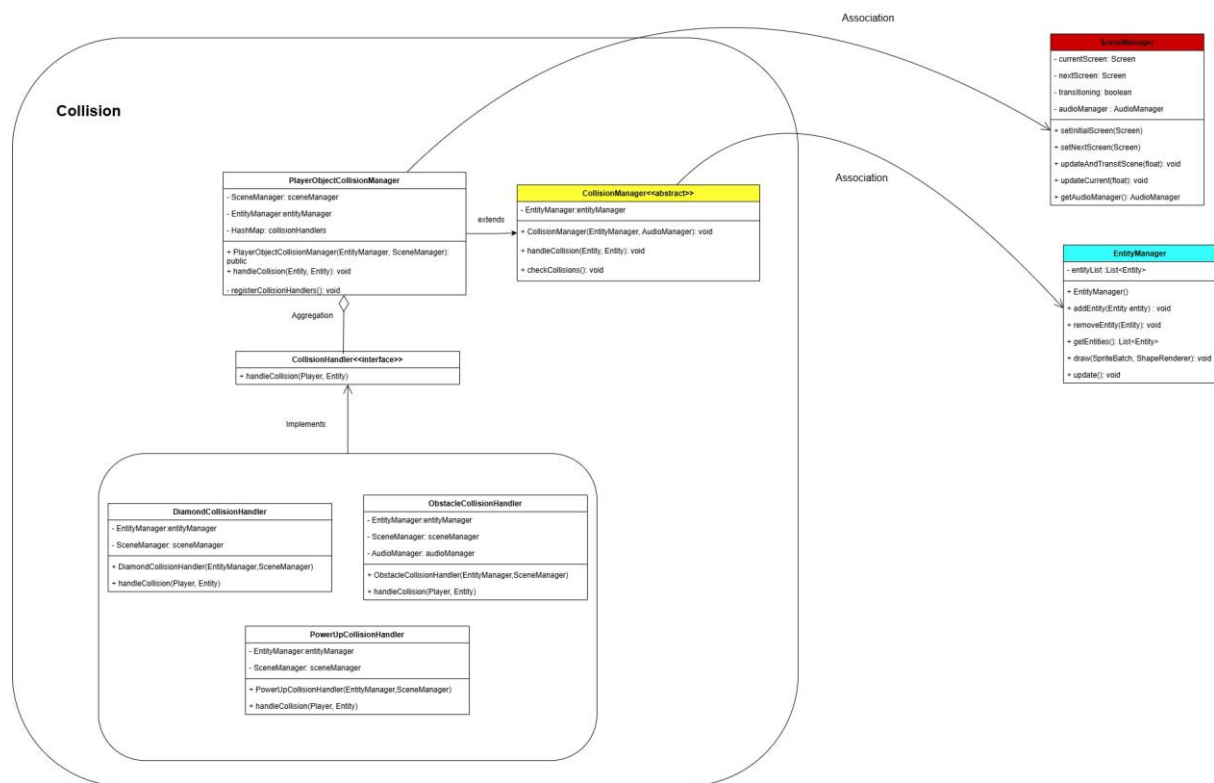 Association
SceneManager
- currentScreen: Screen
- nextScreen: Screen
- transitioning: boolean
- audioManager : AudioManager
+ setInitialScreen(Screen)
+ setNextScreen(Screen)
+ updateAndTransitScene(float): void
+ updateCurrent(float): void
+ getAudioManager(): AudioManager
Collision
PlayerObjectCollisionManager
- SceneManager: sceneManager
- EntityManager:entityManager
- HashMap: collisionHandlers
+ PlayerObjectCollisionManager(EntityManager, SceneManager):
public
+ handleCollision(Entity, Entity): void
- registerCollisionHandlers(): void
extends
CollisionManager<<abstract>>
- EntityManager:entityManager
+ CollisionManager(EntityManager, AudioManager): void
+ handleCollision(Entity, Entity): void
+ checkCollisions(): void
Association
EntityManager
- entityList :List<Entity>
+ EntityManager()
+ addEntity(Entity entity) : void
+ removeEntity(Entity): void
+ getEntities(): List<Entity>
+ draw(SpriteBatch, ShapeRenderer): void
+ update(): void
Aggregation
CollisionHandler<<interface>>
+ handleCollision(Player, Entity)
Implements
DiamondCollisionHandler
- EntityManager:entityManager
- SceneManager: sceneManager
+ DiamondCollisionHandler(EntityManager,SceneManager)
+ handleCollision(Player, Entity)
ObstacleCollisionHandler
- EntityManager:entityManager
- SceneManager: sceneManager
- AudioManager: audioManager
+ ObstacleCollisionHandler(EntityManager,SceneManager)
+ handleCollision(Player, Entity)
PowerUpCollisionHandler
- EntityManager:entityManager
- SceneManager: sceneManager
+ PowerUpCollisionHandler(EntityManager,SceneManager)
+ handleCollision(Player, Entity)